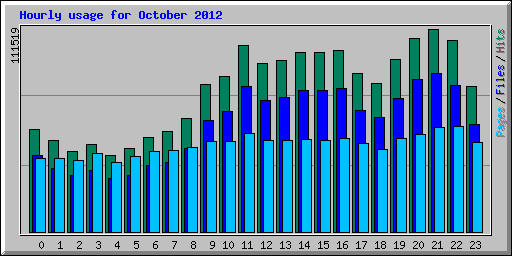 Hourly usage for October 2012
111519
Pages / Files / Hits
0 1 2 3 4 5 6 7 8 9 10 11 12 13 14 15 16 17 18 19 20 21 22 23